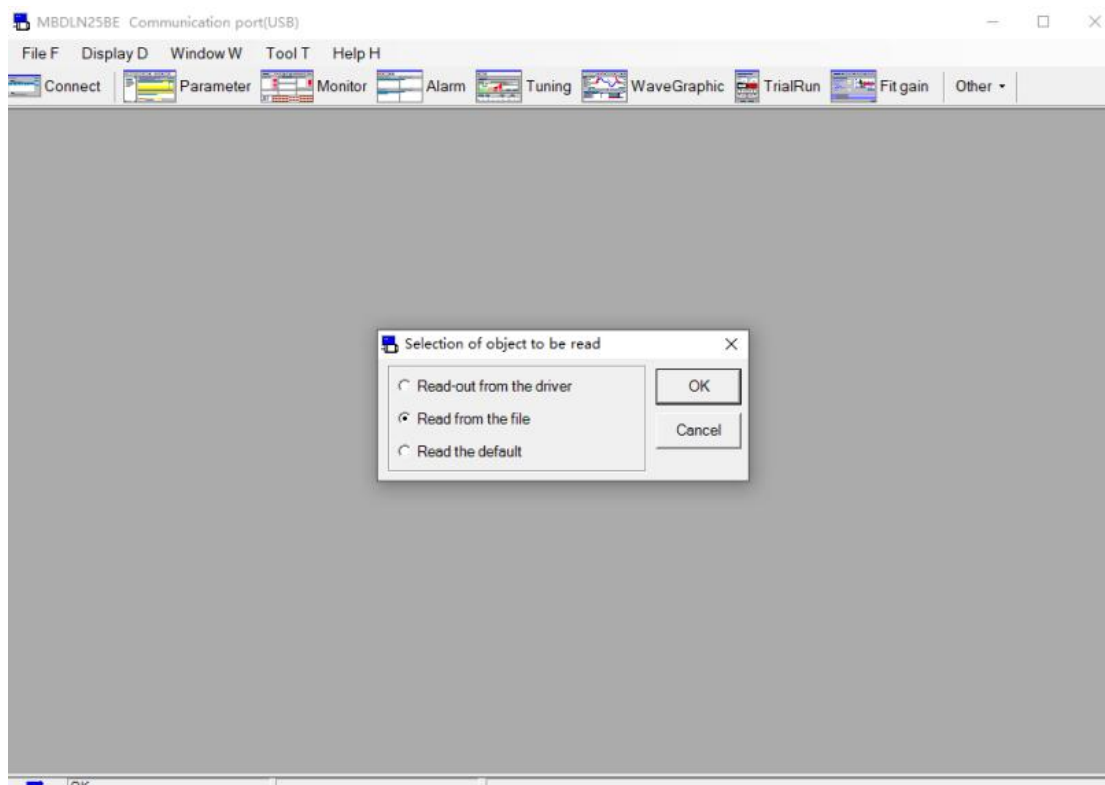 MBDLN25BE Communication port(USB)
File F Display D Window W Tool T Help H
Connect Parameter Monitor Alarm Tuning WaveGraphic TrialRun Fit gain Other
Selection of object to be read
Read-out from the driver
OK
Read from the file
Cancel
Read the default
OK